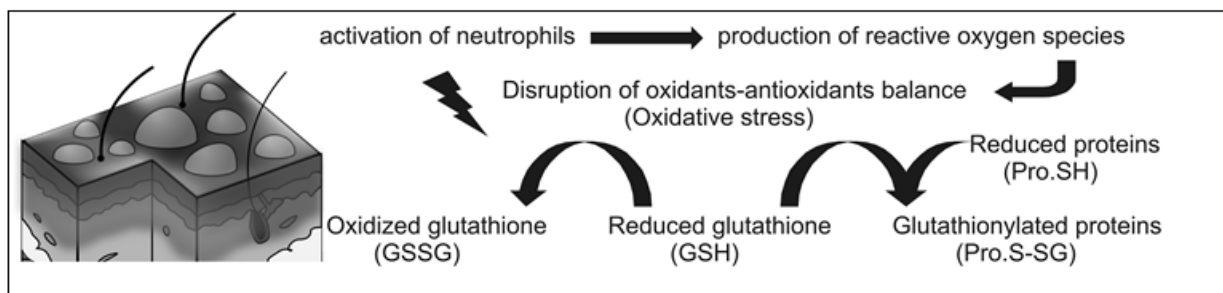 activation of neutrophils
production of reactive oxygen species
Disruption of oxidants-antioxidants balance
(Oxidative stress)
Reduced proteins
(Pro.SH)
Oxidized glutathione
(GSSG)
Reduced glutathione
(GSH)
Glutathionylated proteins
(Pro.S-SG)